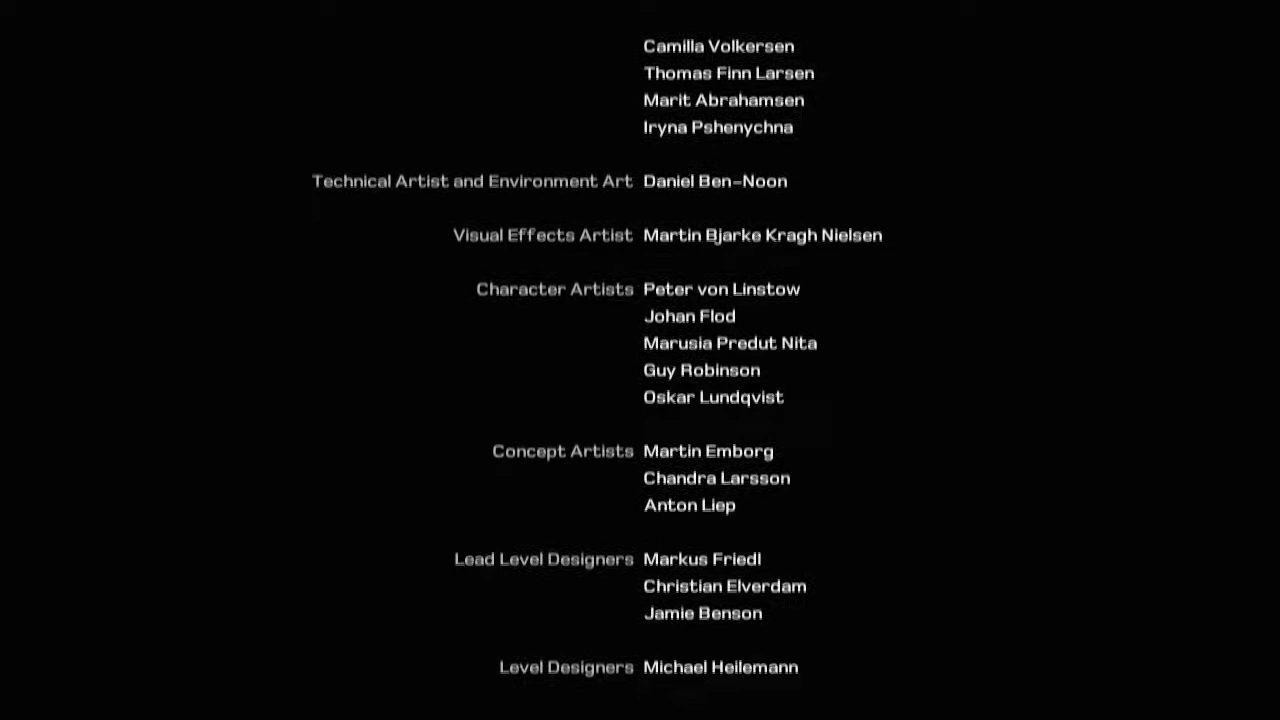 Camilla Volkersen
Thomas Finn Larsen
Marit Abrahamsen
Iryna Pshenychna
Technical Artist and Environment Art Daniel Ben-Noon
Visual Effects Artist Martin Bjarke Kragh Nielsen
Character Artists Peter von Linstow
Johan Flod
Marusia Predut Nita
Guy Robinson
Oskar Lundqvist
Concept Artists Martin Emborg
Chandra Larsson
Anton Liep
Lead Level Designers Markus Friedl
Christian Elverdam
Jamie Benson
Level Designers Michael Heilemann